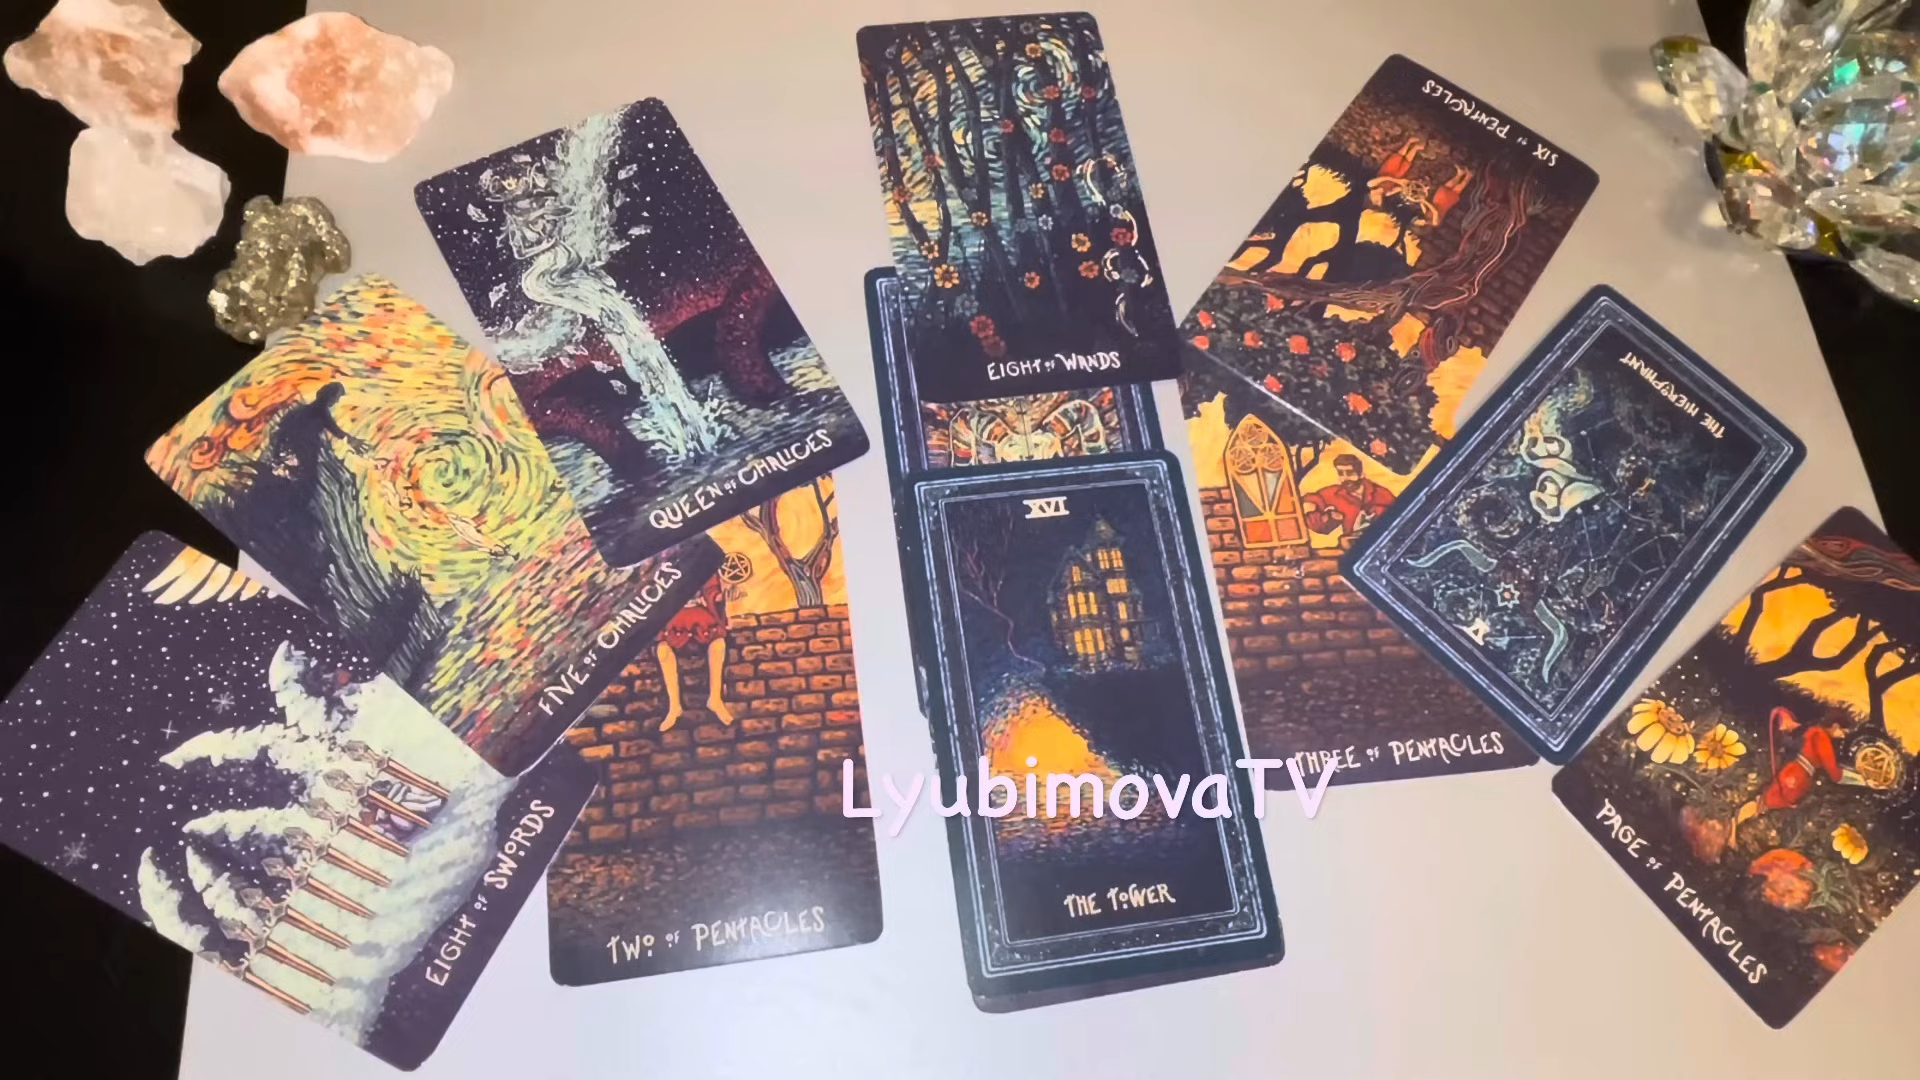 EIGHT OF WANDS
SIX OF PENTACLES
THE HIEROPHANT
V
QUEEN OF CHALICES
FIVE OF CHALICES
XVI
THE TOWER
LyubimovaTV
THREE OF PENTACLES
EIGHT OF SWORDS
TWO OF PENTACLES
PAGE OF PENTACLES